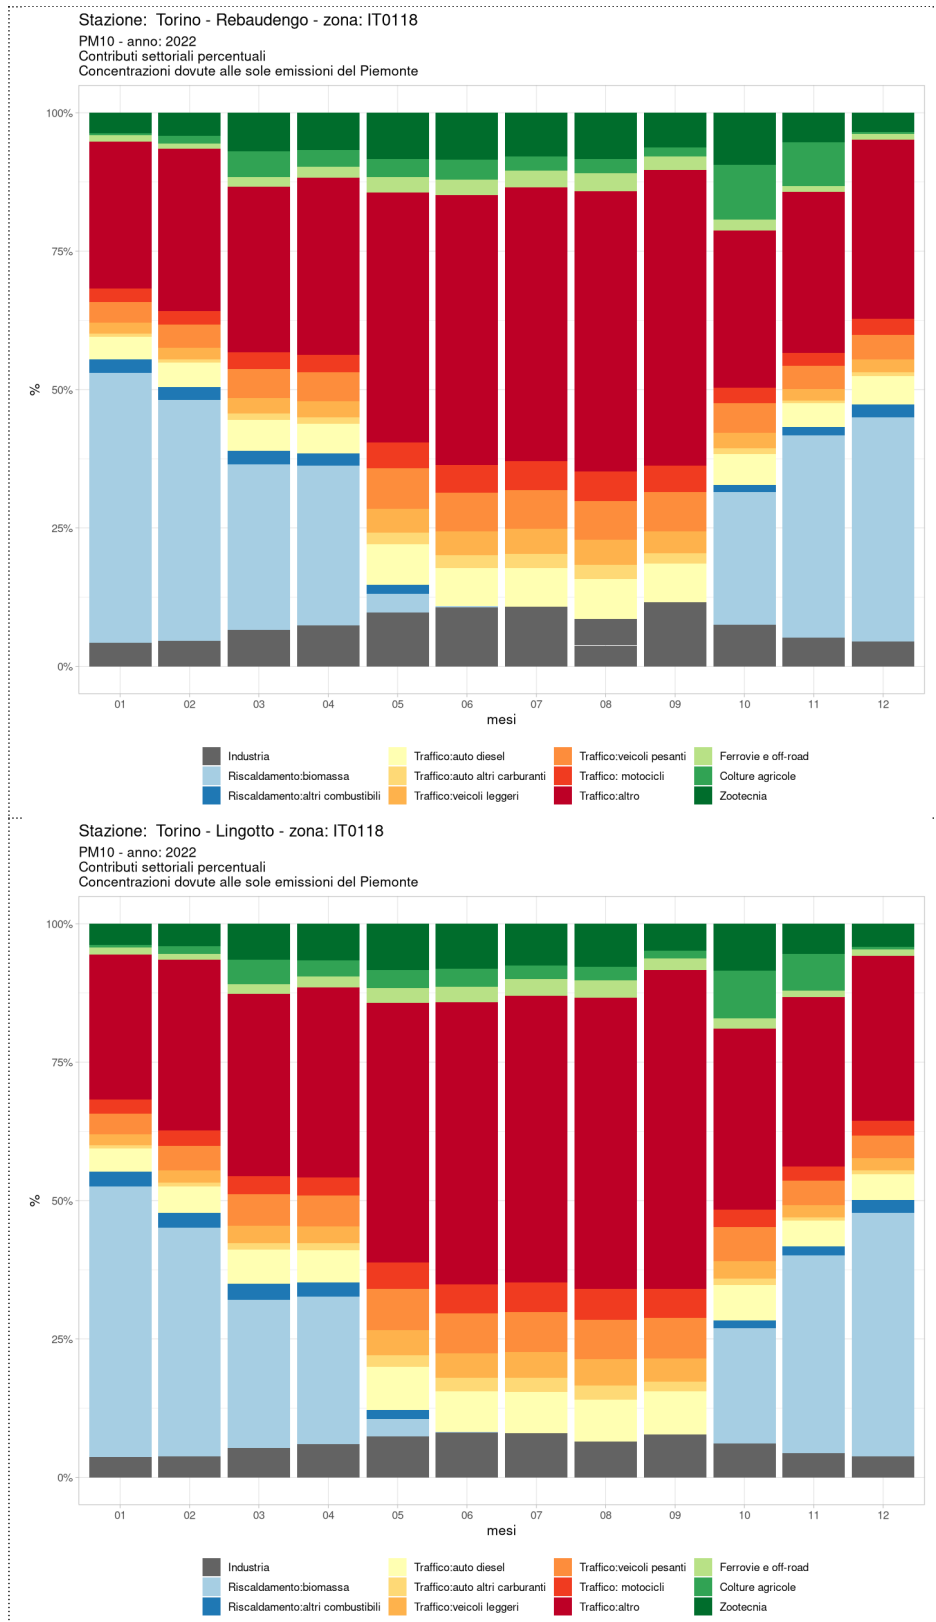 Stazione: Torino - Rebaudengo - zona: IT0118
PM10 - anno: 2022
Contributi settoriali percentuali
Concentrazioni dovute alle sole emissioni del Piemonte
100%
75%
50%
25%
0%
%
01 02 03 04 05 06 07 08 09 10 11 12
mesi
Industria Traffico:auto diesel Traffico:veicoli pesanti Ferrovie e off-road
Riscaldamento:biomassa Traffico:auto altri carburanti Traffico: motocicli Colture agricole
Riscaldamento:altri combustibili Traffico:veicoli leggeri Traffico:altro Zootecnia
Stazione: Torino - Lingotto - zona: IT0118
PM10 - anno: 2022
Contributi settoriali percentuali
Concentrazioni dovute alle sole emissioni del Piemonte
100%
75%
50%
25%
0%
%
01 02 03 04 05 06 07 08 09 10 11 12
mesi
Industria Traffico:auto diesel Traffico:veicoli pesanti Ferrovie e off-road
Riscaldamento:biomassa Traffico:auto altri carburanti Traffico: motocicli Colture agricole
Riscaldamento:altri combustibili Traffico:veicoli leggeri Traffico:altro Zootecnia